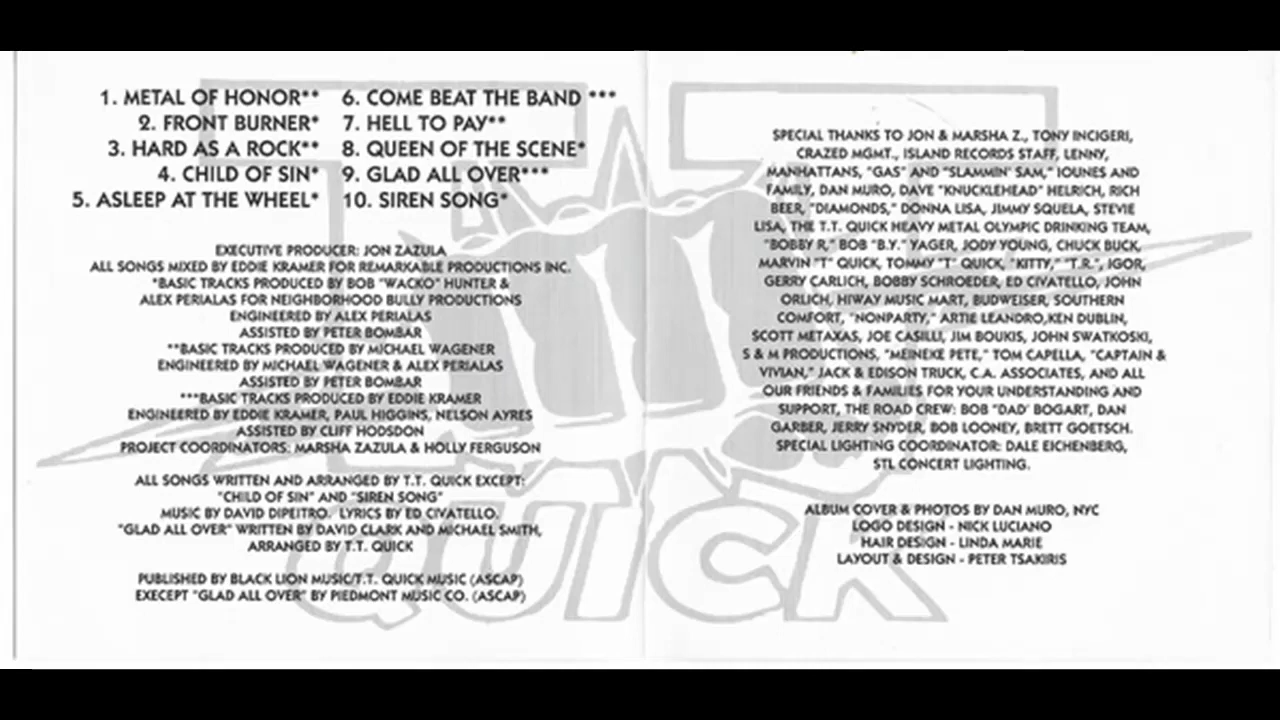 1. METAL OF HONOR**
2. FRONT BURNER*
3. HARD AS A ROCK**
4. CHILD OF SIN*
5. ASLEEP AT THE WHEEL*
6. COME BEAT THE BAND ***
7. HELL TO PAY**
8. QUEEN OF THE SCENE*
9. GLAD ALL OVER***
10. SIREN SONG*
EXECUTIVE PRODUCER: JON ZAZULA
ALL SONGS MIXED BY EDDIE KRAMER FOR REMARKABLE PRODUCTIONS INC.
*BASIC TRACKS PRODUCED BY BOB "WACKO" HUNTER &
ALEX PERIALAS FOR NEIGHBORHOOD BULLY PRODUCTIONS
ENGINEERED BY ALEX PERIALAS
ASSISTED BY PETER BOMBAR
**BASIC TRACKS PRODUCED BY MICHAEL WAGENER
ENGINEERED BY MICHAEL WAGENER & ALEX PERIALAS
ASSISTED BY PETER BOMBAR
***BASIC TRACKS PRODUCED BY EDDIE KRAMER
ENGINEERED BY EDDIE KRAMER, PAUL HIGGINS, NELSON AYRES
ASSISTED BY CLIFF HODSDON
PROJECT COORDINATORS: MARSHA ZAZULA & HOLLY FERGUSON
ALL SONGS WRITTEN AND ARRANGED BY T.T. QUICK EXCEPT:
"CHILD OF SIN" AND "SIREN SONG"
MUSIC BY DAVID DIPEITRO. LYRICS BY ED CIVATELLO.
"GLAD ALL OVER" WRITTEN BY DAVID CLARK AND MICHAEL SMITH,
ARRANGED BY T.T. QUICK
PUBLISHED BY BLACK LION MUSIC/T.T. QUICK MUSIC (ASCAP)
EXECEPT "GLAD ALL OVER" BY PIEDMONT MUSIC CO. (ASCAP)
SPECIAL THANKS TO JON & MARSHA Z., TONY INCIGERI,
CRAZED MGMT., ISLAND RECORDS STAFF, LENNY,
MANHATTANS, "GAS" AND "SLAMMIN' SAM," IOUNES AND
FAMILY, DAN MURO, DAVE "KNUCKLEHEAD" HELRICH, RICH
BEER, "DIAMONDS," DONNA LISA, JIMMY SQUELA, STEVIE
LISA, THE T.T. QUICK HEAVY METAL OLYMPIC DRINKING TEAM,
"BOBBY R," BOB "B.Y." YAGER, JODY YOUNG, CHUCK BUCK,
MARVIN "T" QUICK, TOMMY "T" QUICK, "KITTY," "T.R.", IGOR,
GERRY CARLICH, BOBBY SCHROEDER, ED CIVATELLO, JOHN
ORLICH, HIWAY MUSIC MART, BUDWEISER, SOUTHERN
COMFORT, "NONPARTY," ARTIE LEANDRO,KEN DUBLIN,
SCOTT METAXAS, JOE CASILLI, JIM BOUKIS, JOHN SWATKOSKI,
S & M PRODUCTIONS, "MEINEKE PETE," TOM CAPELLA, "CAPTAIN &
VIVIAN," JACK & EDISON TRUCK, C.A. ASSOCIATES, AND ALL
OUR FRIENDS & FAMILIES FOR YOUR UNDERSTANDING AND
SUPPORT, THE ROAD CREW: BOB "DAD' BOGART, DAN
GARBER, JERRY SNYDER, BOB LOONEY, BRETT GOETSCH.
SPECIAL LIGHTING COORDINATOR: DALE EICHENBERG,
STL CONCERT LIGHTING.
ALBUM COVER & PHOTOS BY DAN MURO, NYC
LOGO DESIGN - NICK LUCIANO
HAIR DESIGN - LINDA MARIE
LAYOUT & DESIGN - PETER TSAKIRIS
TT
QUICK